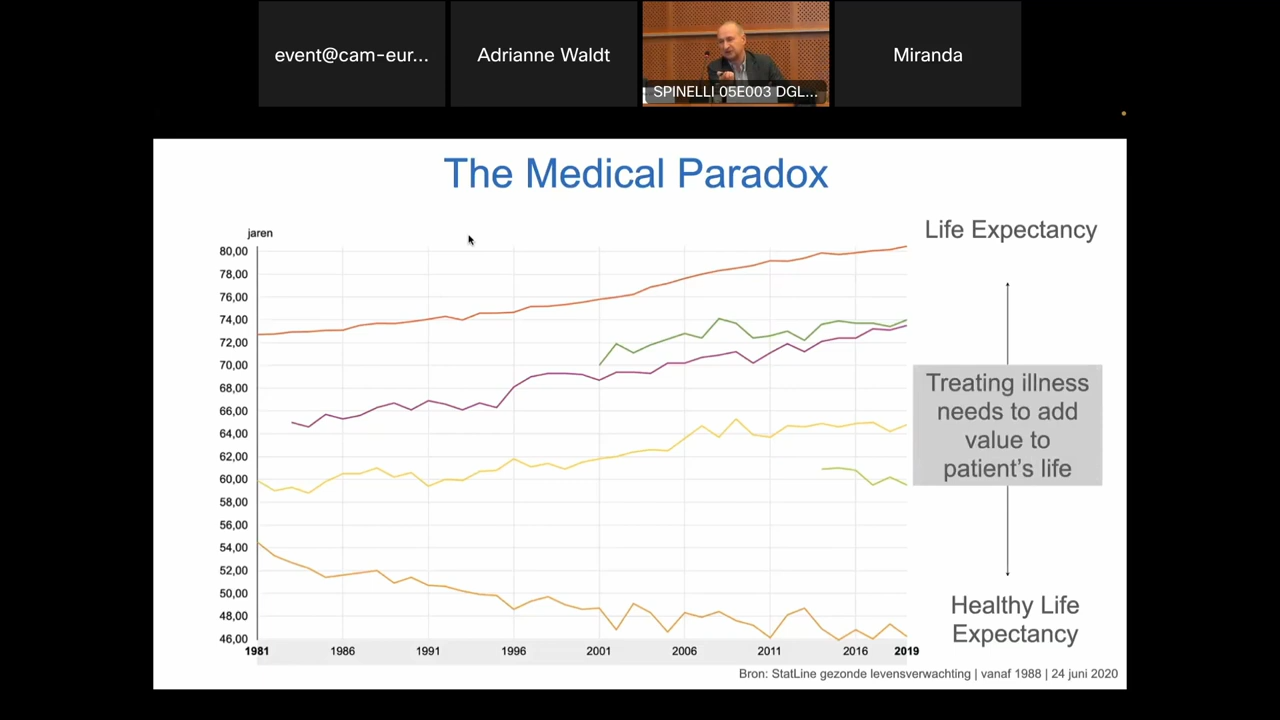 event@cam-eur...
Adrianne Waldt
SPINELLI 05E003 DGL...
Miranda
The Medical Paradox
jaren
80,00
78,00
76,00
74,00
72,00
70,00
68,00
66,00
64,00
62,00
60,00
58,00
56,00
54,00
52,00
50,00
48,00
46,00
1981 1986 1991 1996 2001 2006 2011 2016 2019
Life Expectancy
Treating illness
needs to add
value to
patient's life
Healthy Life
Expectancy
Bron: StatLine gezonde levensverwachting | vanaf 1988 | 24 juni 2020